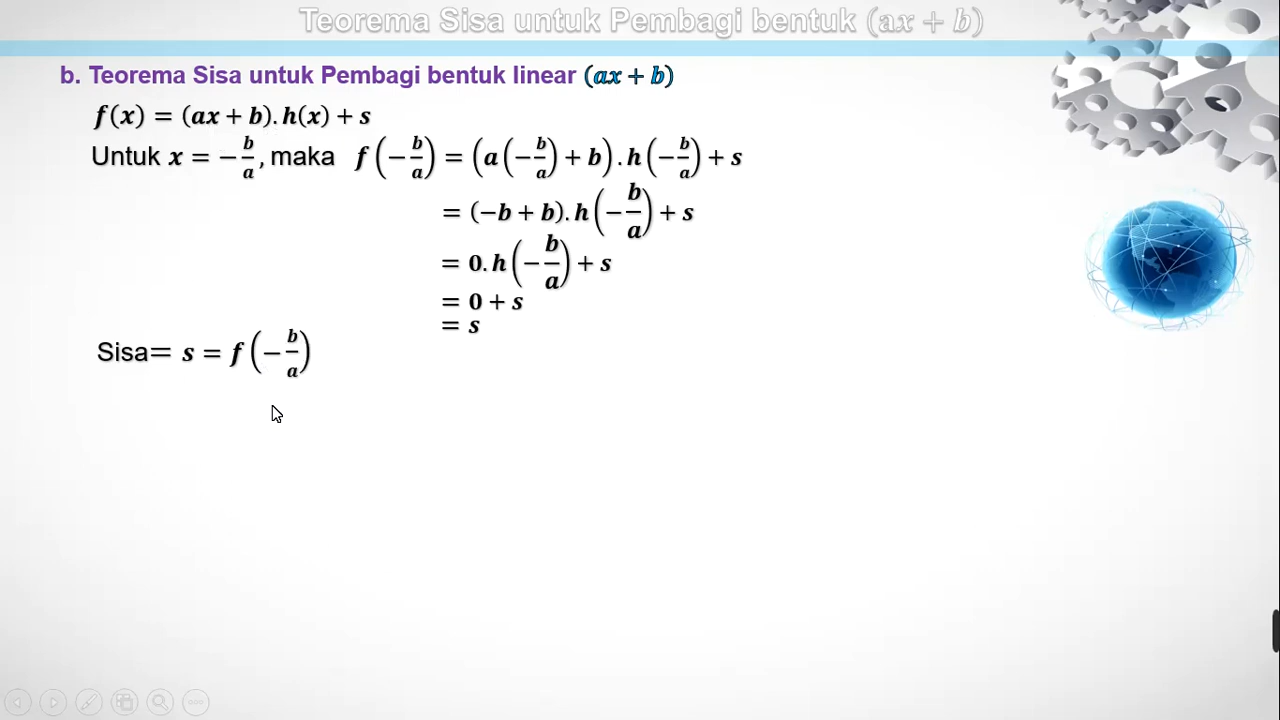 Teorema Sisa untuk Pembagi bentuk (ax + b)
b. Teorema Sisa untuk Pembagi bentuk linear (ax + b)
f(x) = (ax + b). h(x) + s
Untuk x = −b/a, maka f(−b/a) = (a(−b/a) + b). h(−b/a) + s
= (−b + b). h(−b/a) + s
= 0. h(−b/a) + s
= 0 + s
= s
Sisa= s = f(−b/a)